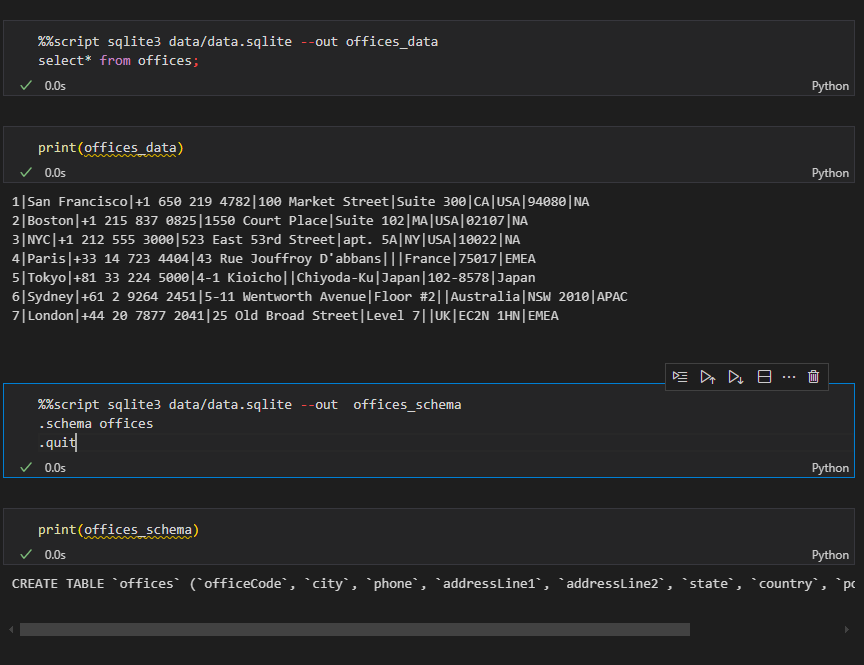 %%script sqlite3 data/data.sqlite --out offices_data
select* from offices;
0.0s
Python
print(offices_data)
0.0s
Python
1|San Francisco|+1 650 219 4782|100 Market Street|Suite 300|CA|USA|94080|NA
2|Boston|+1 215 837 0825|1550 Court Place|Suite 102|MA|USA|02107|NA
3|NYC|+1 212 555 3000|523 East 53rd Street|apt. 5A|NY|USA|10022|NA
4|Paris|+33 14 723 4404|43 Rue Jouffroy D'abbans|||France|75017|EMEA
5|Tokyo|+81 33 224 5000|4-1 Kioicho||Chiyoda-Ku|Japan|102-8578|Japan
6|Sydney|+61 2 9264 2451|5-11 Wentworth Avenue|Floor #2||Australia|NSW 2010|APAC
7|London|+44 20 7877 2041|25 Old Broad Street|Level 7||UK|EC2N 1HN|EMEA
%%script sqlite3 data/data.sqlite --out  offices_schema
.schema offices
.quit
0.0s
Python
print(offices_schema)
0.0s
Python
CREATE TABLE `offices` (`officeCode`, `city`, `phone`, `addressLine1`, `addressLine2`, `state`, `country`,